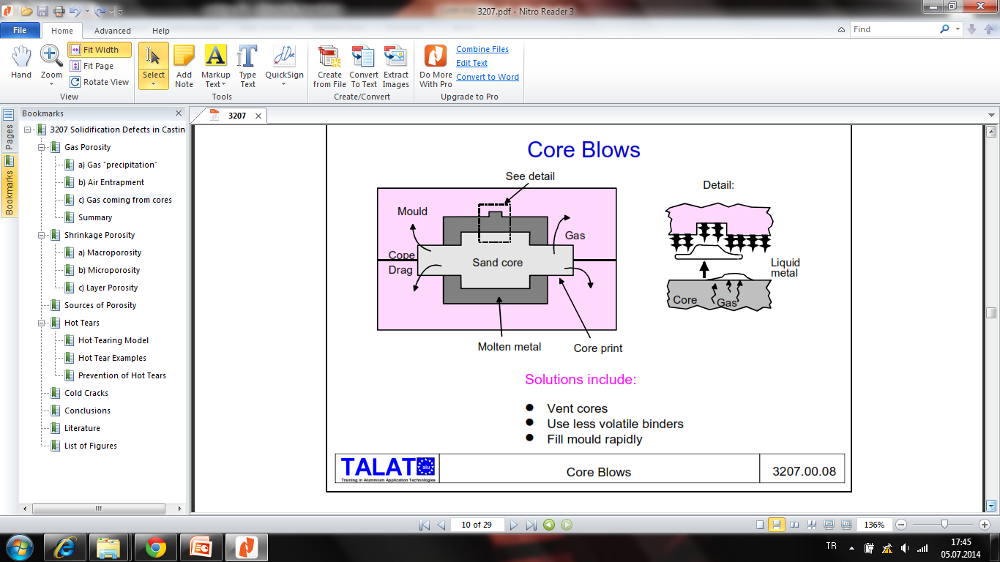 3207.pdf - Nitro Reader 3
File
Home
Advanced
Help
Find
Hand
Zoom
Fit Width
Fit Page
Rotate View
View
Select
Add
Note
Markup
Text
Type
Text
QuickSign
Tools
Create
from File
Convert
To Text
Extract
Images
Create/Convert
Do More
With Pro
Combine Files
Edit Text
Convert to Word
Upgrade to Pro
Pages
Bookmarks
Bookmarks
3207 Solidification Defects in Castin
Gas Porosity
a) Gas "precipitation"
b) Air Entrapment
c) Gas coming from cores
Summary
Shrinkage Porosity
a) Macroporosity
b) Microporosity
c) Layer Porosity
Sources of Porosity
Hot Tears
Hot Tearing Model
Hot Tear Examples
Prevention of Hot Tears
Cold Cracks
Conclusions
Literature
List of Figures
3207
Core Blows
See detail
Mould
Gas
Cope
Drag
Sand core
Molten metal
Core print
Detail:
Liquid
metal
Core
Gas
Solutions include:
● Vent cores
● Use less volatile binders
● Fill mould rapidly
TALAT
alu
Training in Aluminium Application Technologies
Core Blows
3207.00.08
10 of 29
136%
TR
17:45
05.07.2014